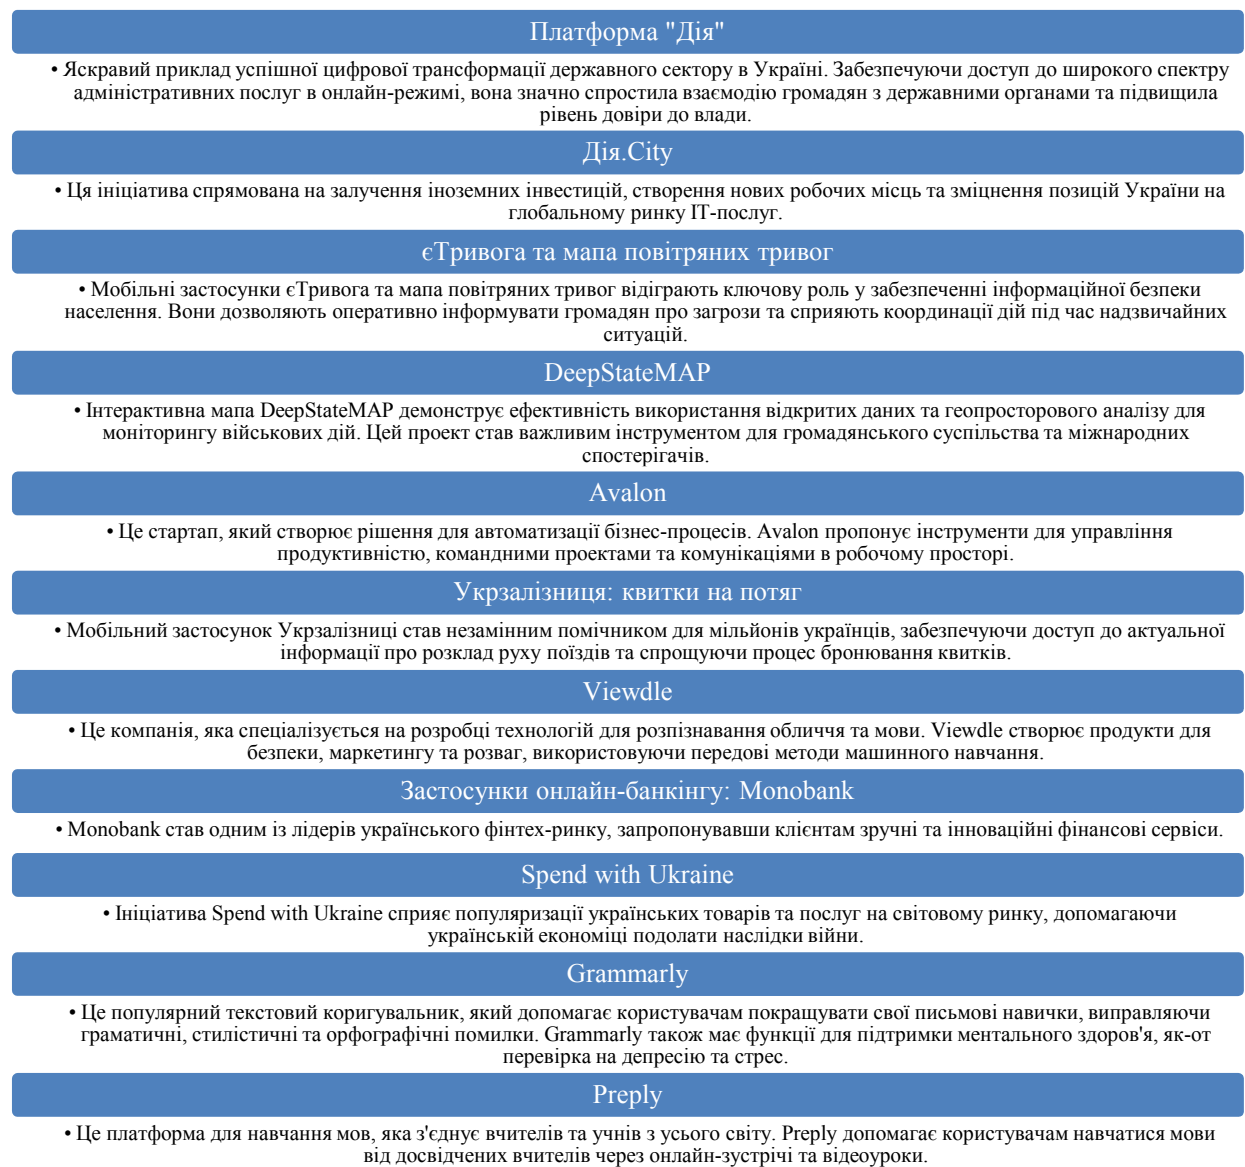 Платформа "Дія"
• Яскравий приклад успішної цифрової трансформації державного сектору в Україні. Забезпечуючи доступ до широкого спектру
адміністративних послуг в онлайн-режимі, вона значно спростила взаємодію громадян з державними органами та підвищила
рівень довіри до влади.
Дія.City
• Ця ініціатива спрямована на залучення іноземних інвестицій, створення нових робочих місць та зміцнення позицій України на
глобальному ринку ІТ-послуг.
єТривога та мапа повітряних тривог
• Мобільні застосунки єТривога та мапа повітряних тривог відіграють ключову роль у забезпеченні інформаційної безпеки
населення. Вони дозволяють оперативно інформувати громадян про загрози та сприяють координації дій під час надзвичайних
ситуацій.
DeepStateMAP
• Інтерактивна мапа DeepStateMAP демонструє ефективність використання відкритих даних та геопросторового аналізу для
моніторингу військових дій. Цей проект став важливим інструментом для громадянського суспільства та міжнародних
спостерігачів.
Avalon
• Це стартап, який створює рішення для автоматизації бізнес-процесів. Avalon пропонує інструменти для управління
продуктивністю, командними проектами та комунікаціями в робочому просторі.
Укрзалізниця: квитки на потяг
• Мобільний застосунок Укрзалізниці став незамінним помічником для мільйонів українців, забезпечуючи доступ до актуальної
інформації про розклад руху поїздів та спрощуючи процес бронювання квитків.
Viewdle
• Це компанія, яка спеціалізується на розробці технологій для розпізнавання обличчя та мови. Viewdle створює продукти для
безпеки, маркетингу та розваг, використовуючи передові методи машинного навчання.
Застосунки онлайн-банкінгу: Monobank
• Monobank став одним із лідерів українського фінтех-ринку, запропонувавши клієнтам зручні та інноваційні фінансові сервіси.
Spend with Ukraine
• Ініціатива Spend with Ukraine сприяє популяризації українських товарів та послуг на світовому ринку, допомагаючи
українській економіці подолати наслідки війни.
Grammarly
• Це популярний текстовий коригувальник, який допомагає користувачам покращувати свої письмові навички, виправляючи
граматичні, стилістичні та орфографічні помилки. Grammarly також має функції для підтримки ментального здоров'я, як-от
перевірка на депресію та стрес.
Preply
• Це платформа для навчання мов, яка з'єднує вчителів та учнів з усього світу. Preply допомагає користувачам навчатися мови
від досвідчених вчителів через онлайн-зустрічі та відеоуроки.